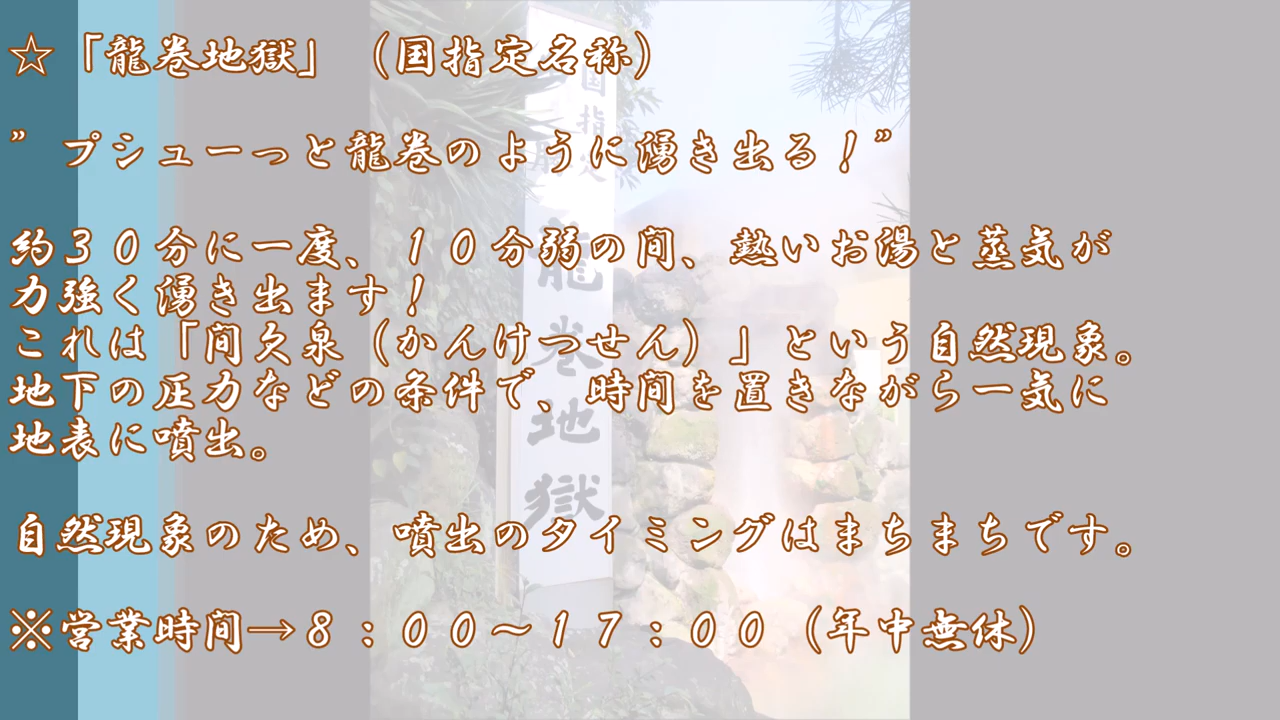 ☆「龍巻地獄」（国指定名称）
”プシューっと龍巻のように湧き出る！”
約３０分に一度、１０分弱の間、熱いお湯と蒸気が
力強く湧き出ます！
これは「間欠泉（かんけつせん）」という自然現象。
地下の圧力などの条件で、時間を置きながら一気に
地表に噴出。
自然現象のため、噴出のタイミングはまちまちです。
※営業時間→８：００～１７：００（年中無休）
国指定
龍巻地獄